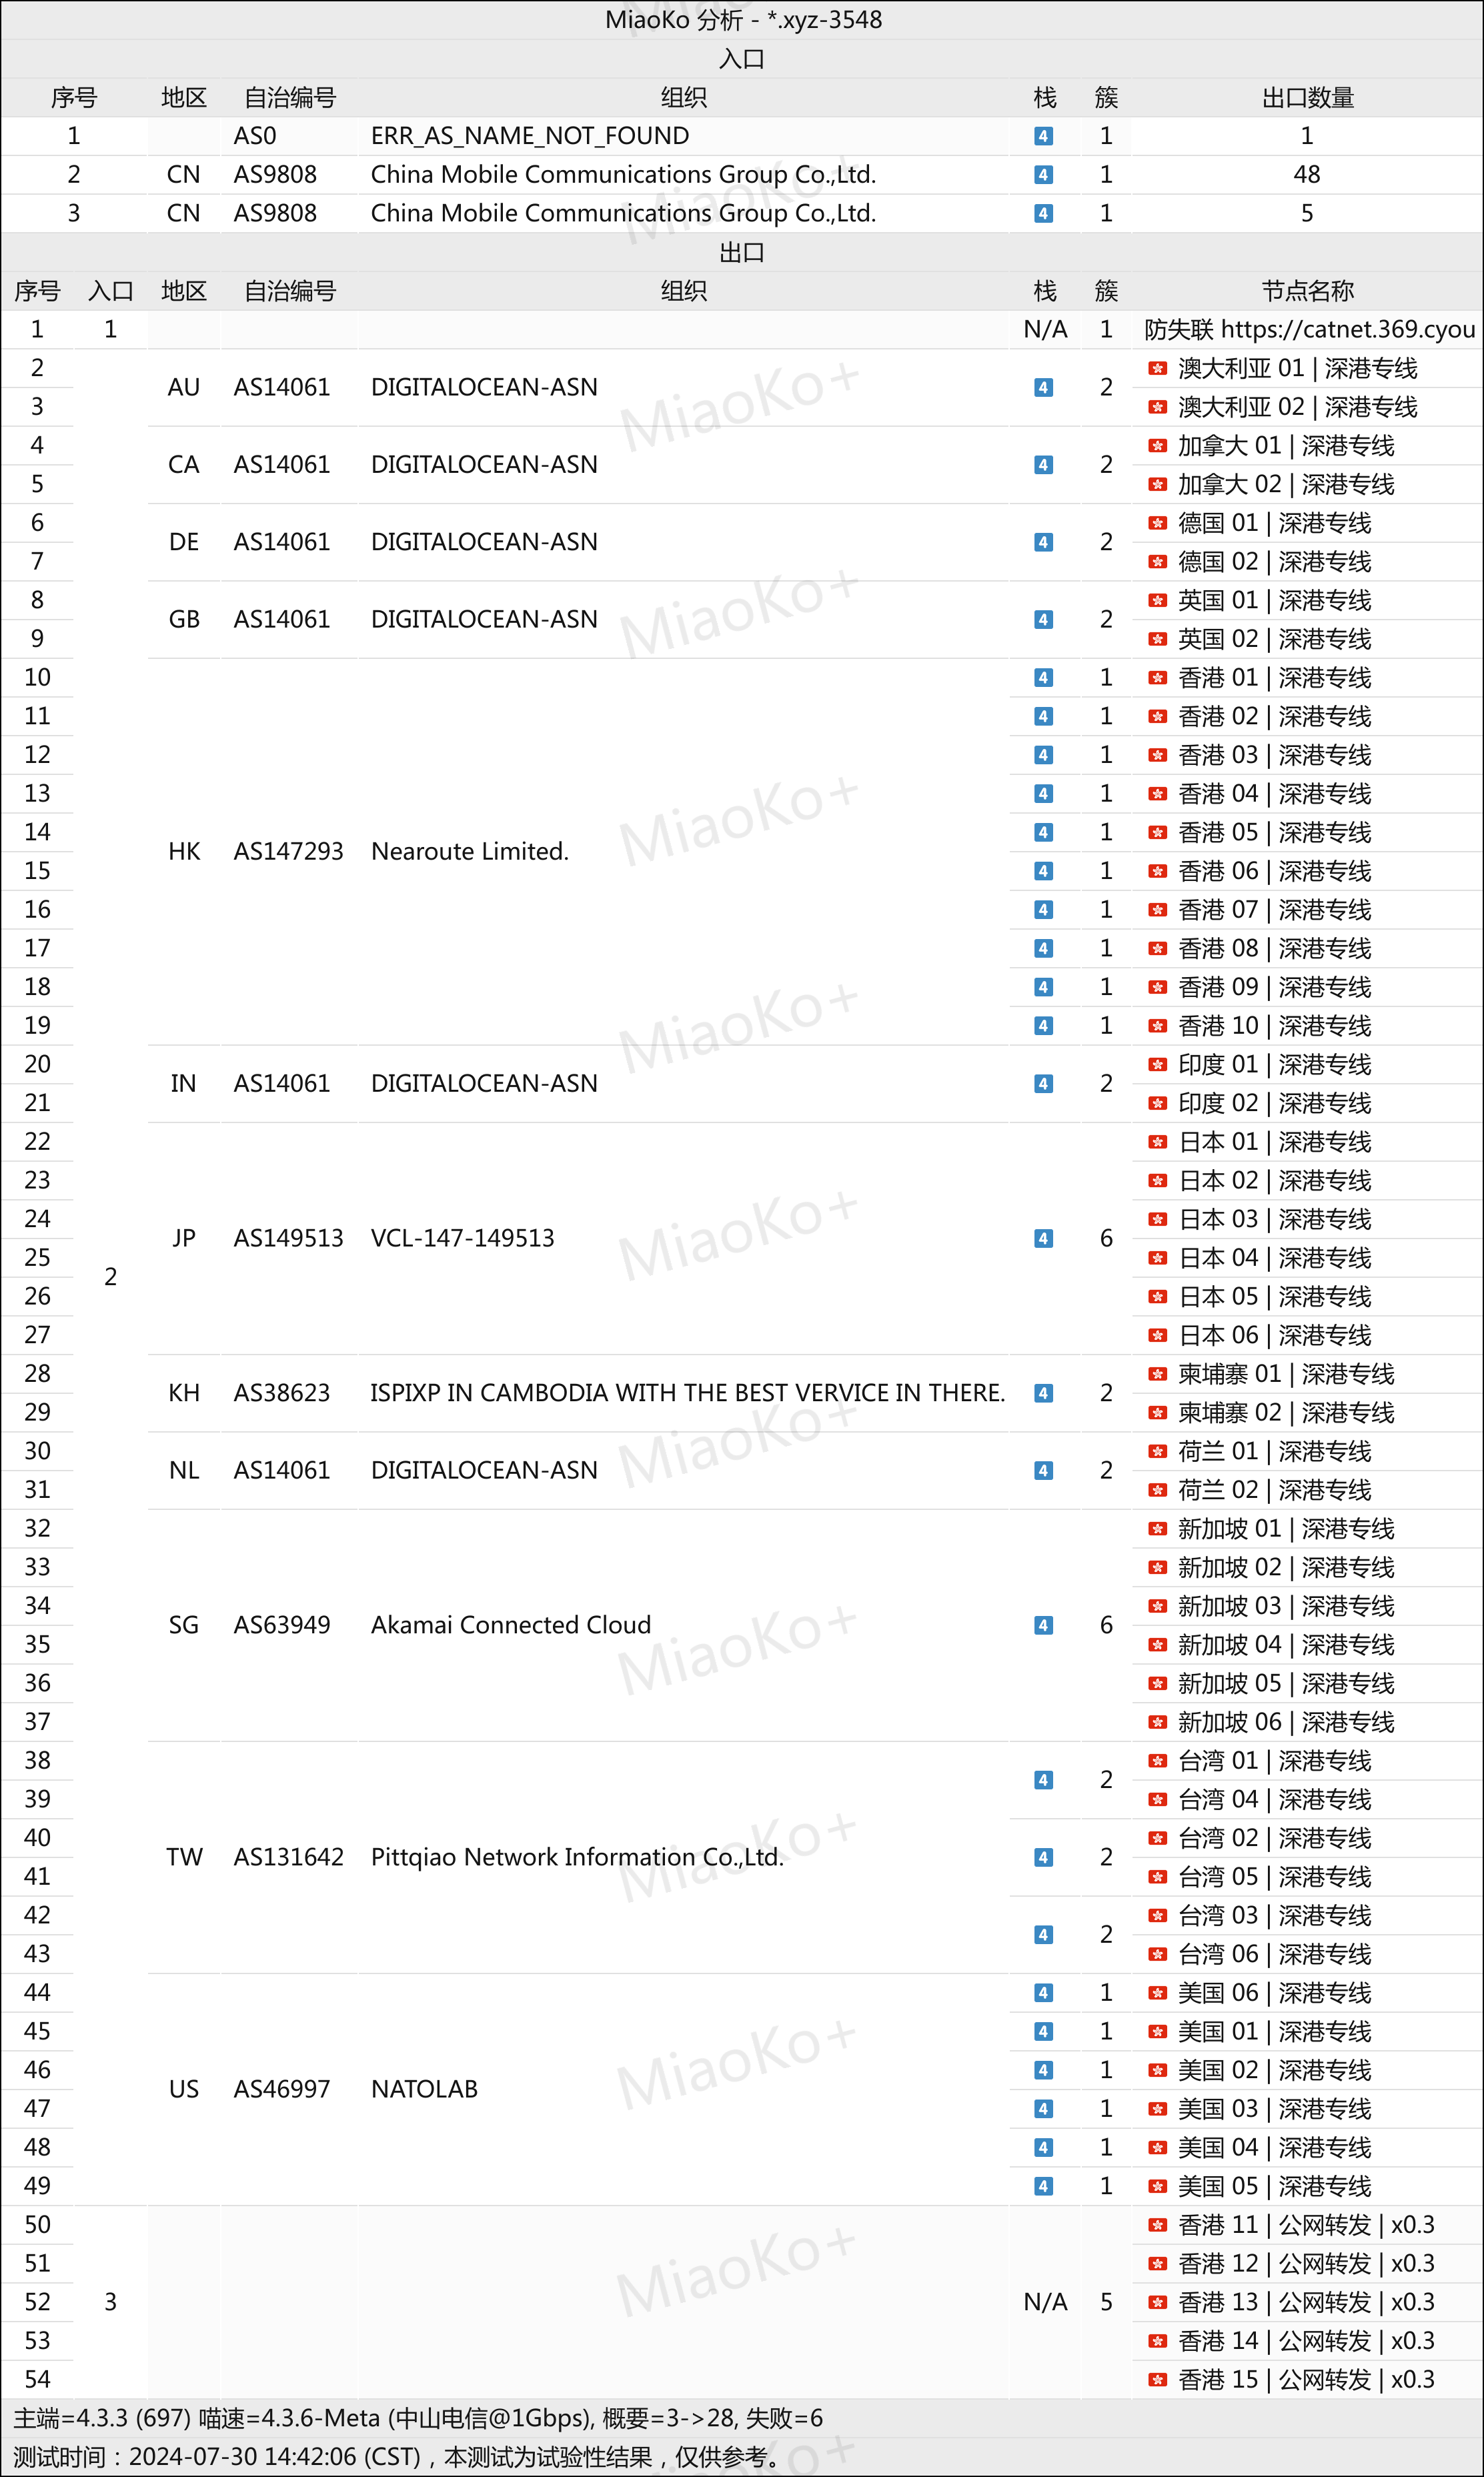 MiaoKo 分析 - *.xyz-3548
入口
序号 地区 自治编号 组织 栈 簇 出口数量
1 AS0 ERR_AS_NAME_NOT_FOUND 4 1 1
2 CN AS9808 China Mobile Communications Group Co.,Ltd. 4 1 48
3 CN AS9808 China Mobile Communications Group Co.,Ltd. 4 1 5
出口
序号 入口 地区 自治编号 组织 栈 簇 节点名称
1 1 N/A 1 防失联 https://catnet.369.cyou
2 2 AU AS14061 DIGITALOCEAN-ASN 4 2 澳大利亚 01 | 深港专线
3 澳大利亚 02 | 深港专线
4 CA AS14061 DIGITALOCEAN-ASN 4 2 加拿大 01 | 深港专线
5 加拿大 02 | 深港专线
6 DE AS14061 DIGITALOCEAN-ASN 4 2 德国 01 | 深港专线
7 德国 02 | 深港专线
8 GB AS14061 DIGITALOCEAN-ASN 4 2 英国 01 | 深港专线
9 英国 02 | 深港专线
10 HK AS147293 Nearoute Limited. 4 1 香港 01 | 深港专线
11 4 1 香港 02 | 深港专线
12 4 1 香港 03 | 深港专线
13 4 1 香港 04 | 深港专线
14 4 1 香港 05 | 深港专线
15 4 1 香港 06 | 深港专线
16 4 1 香港 07 | 深港专线
17 4 1 香港 08 | 深港专线
18 4 1 香港 09 | 深港专线
19 4 1 香港 10 | 深港专线
20 IN AS14061 DIGITALOCEAN-ASN 4 2 印度 01 | 深港专线
21 印度 02 | 深港专线
22 JP AS149513 VCL-147-149513 4 6 日本 01 | 深港专线
23 日本 02 | 深港专线
24 日本 03 | 深港专线
25 日本 04 | 深港专线
26 日本 05 | 深港专线
27 日本 06 | 深港专线
28 KH AS38623 ISPIXP IN CAMBODIA WITH THE BEST VERVICE IN THERE. 4 2 柬埔寨 01 | 深港专线
29 柬埔寨 02 | 深港专线
30 NL AS14061 DIGITALOCEAN-ASN 4 2 荷兰 01 | 深港专线
31 荷兰 02 | 深港专线
32 SG AS63949 Akamai Connected Cloud 4 6 新加坡 01 | 深港专线
33 新加坡 02 | 深港专线
34 新加坡 03 | 深港专线
35 新加坡 04 | 深港专线
36 新加坡 05 | 深港专线
37 新加坡 06 | 深港专线
38 TW AS131642 Pittqiao Network Information Co.,Ltd. 4 2 台湾 01 | 深港专线
39 台湾 04 | 深港专线
40 4 2 台湾 02 | 深港专线
41 台湾 05 | 深港专线
42 4 2 台湾 03 | 深港专线
43 台湾 06 | 深港专线
44 US AS46997 NATOLAB 4 1 美国 06 | 深港专线
45 4 1 美国 01 | 深港专线
46 4 1 美国 02 | 深港专线
47 4 1 美国 03 | 深港专线
48 4 1 美国 04 | 深港专线
49 4 1 美国 05 | 深港专线
50 3 N/A 5 香港 11 | 公网转发 | x0.3
51 香港 12 | 公网转发 | x0.3
52 香港 13 | 公网转发 | x0.3
53 香港 14 | 公网转发 | x0.3
54 香港 15 | 公网转发 | x0.3
主端=4.3.3 (697) 喵速=4.3.6-Meta (中山电信@1Gbps), 概要=3->28, 失败=6
测试时间：2024-07-30 14:42:06 (CST)，本测试为试验性结果，仅供参考。